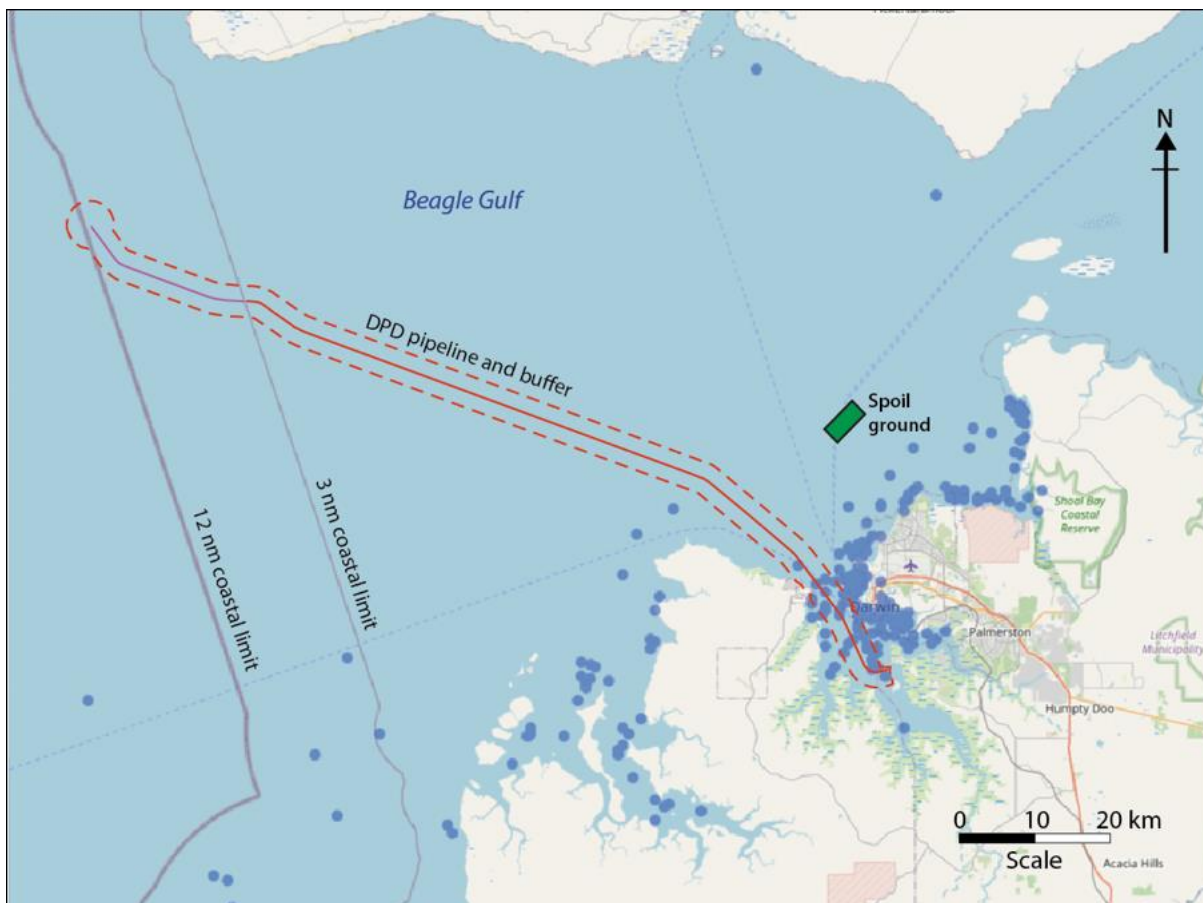 N
Beagle Gulf
DPD pipeline and buffer
Spoil
ground
12 nm coastal limit
3 nm coastal limit
Shoal Bay
Coastal
Reserve
Darwin
Palmerston
Litchfield
Municipality
Humpty Doo
0 10 20 km
Scale
Acacia Hills